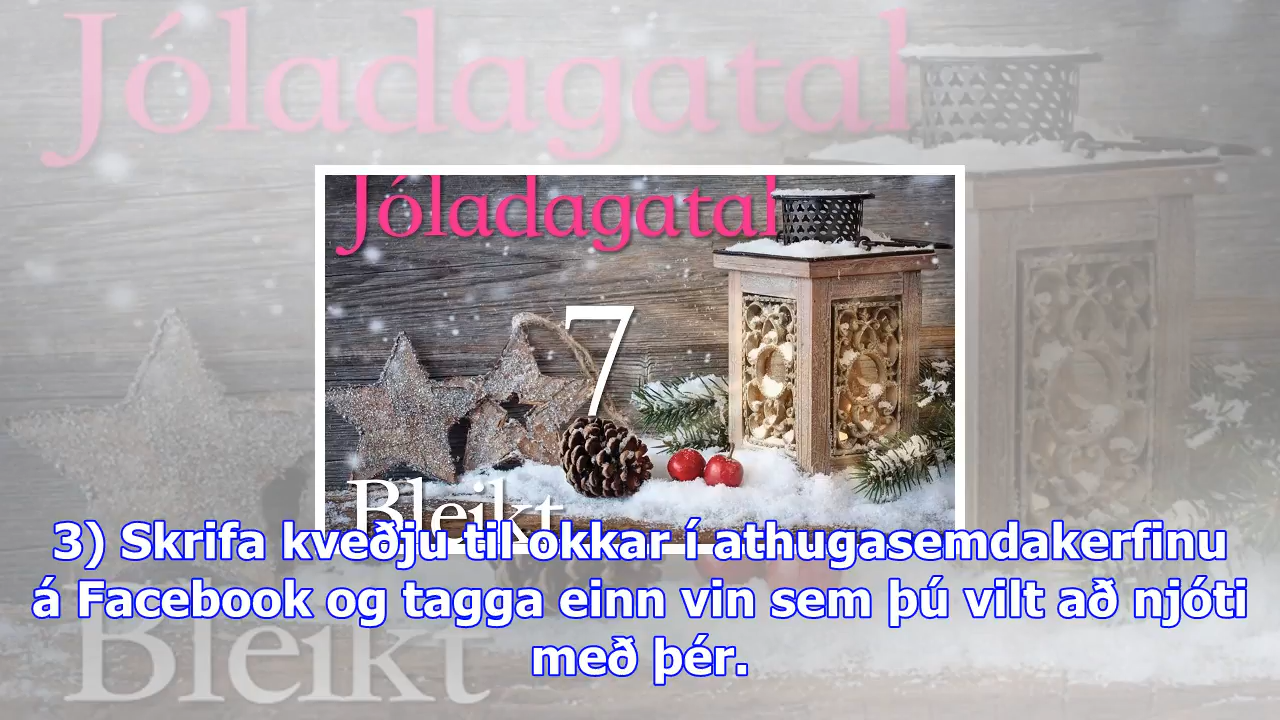 Jóladagatal
Jóladagatal
7
Bleikt
3) Skrifa kveðju til okkar í athugasemdakerfinu
á Facebook og tagga einn vin sem þú vilt að njóti
með þér.
Bleikt